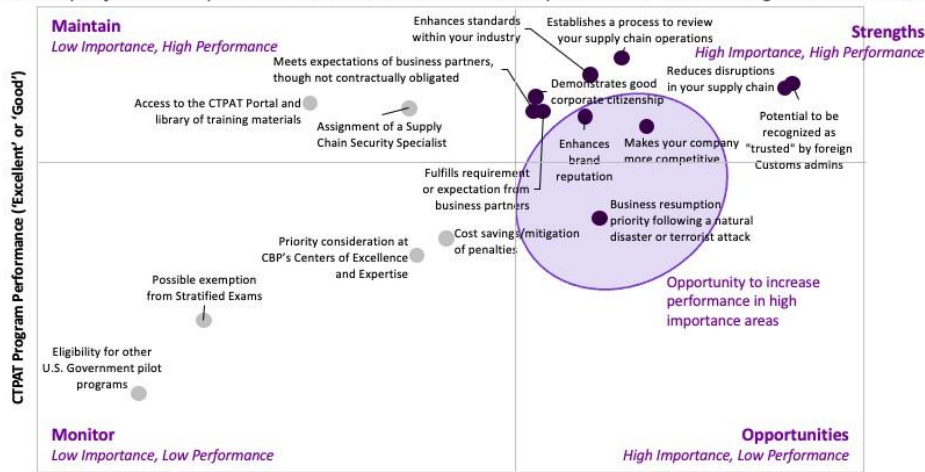 Maintain
Low Importance, High Performance
Enhances standards
within your industry
Establishes a process to review
your supply chain operations
Strengths
High Importance, High Performance
Meets expectations of business partners,
though not contractually obligated
Reduces disruptions
in your supply chain
Demonstrates good
corporate citizenship
Access to the CTPAT Portal and
library of training materials
Assignment of a Supply
Chain Security Specialist
Potential to be
recognized as
"trusted" by foreign
Customs admins
Enhances
brand
reputation
Makes your company
more competitive
Fulfills requirement
or expectation from
business partners
Business resumption
priority following a natural
disaster or terrorist attack
Cost savings/mitigation
of penalties
Priority consideration at
CBP's Centers of Excellence
and Expertise
Possible exemption
from Stratified Exams
Opportunity to increase
performance in high
importance areas
Eligibility for other
U.S. Government pilot
programs
Monitor
Low Importance, Low Performance
Opportunities
High Importance, Low Performance
CTPAT Program Performance ('Excellent' or 'Good')